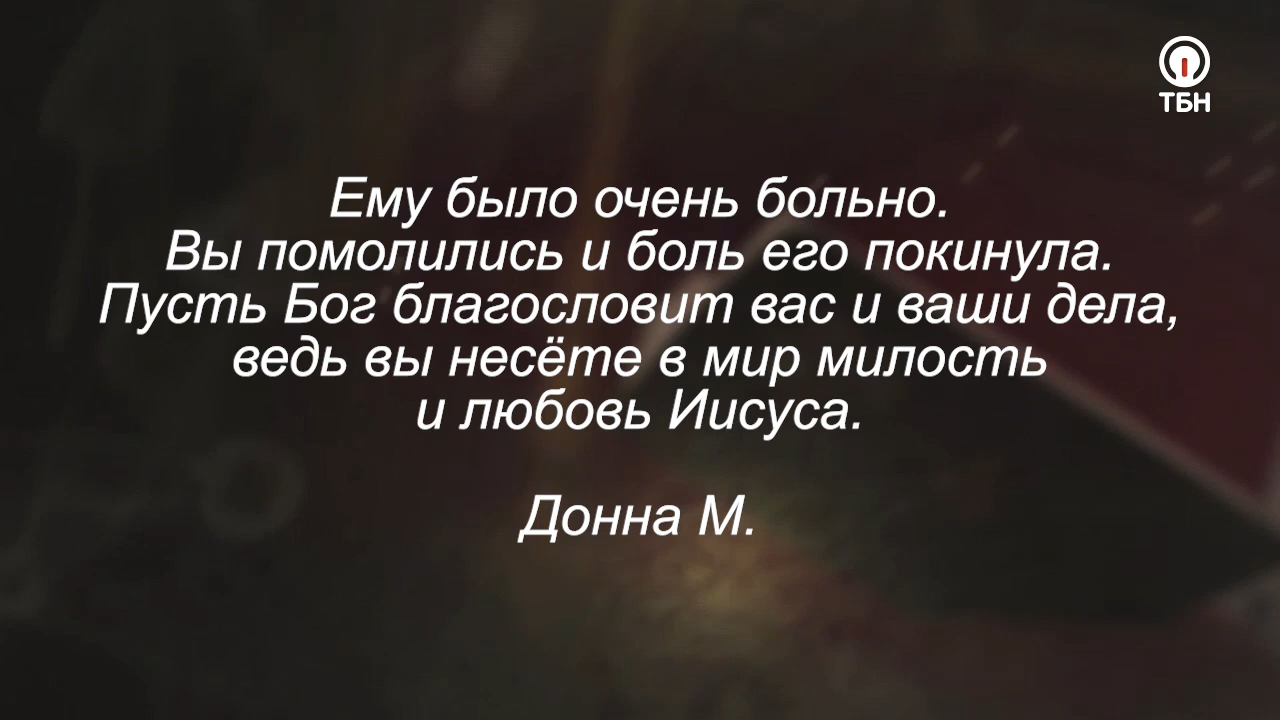 ТБН
Ему было очень больно.
Вы помолились и боль его покинула.
Пусть Бог благословит вас и ваши дела,
ведь вы несёте в мир милость
и любовь Иисуса.
Донна М.